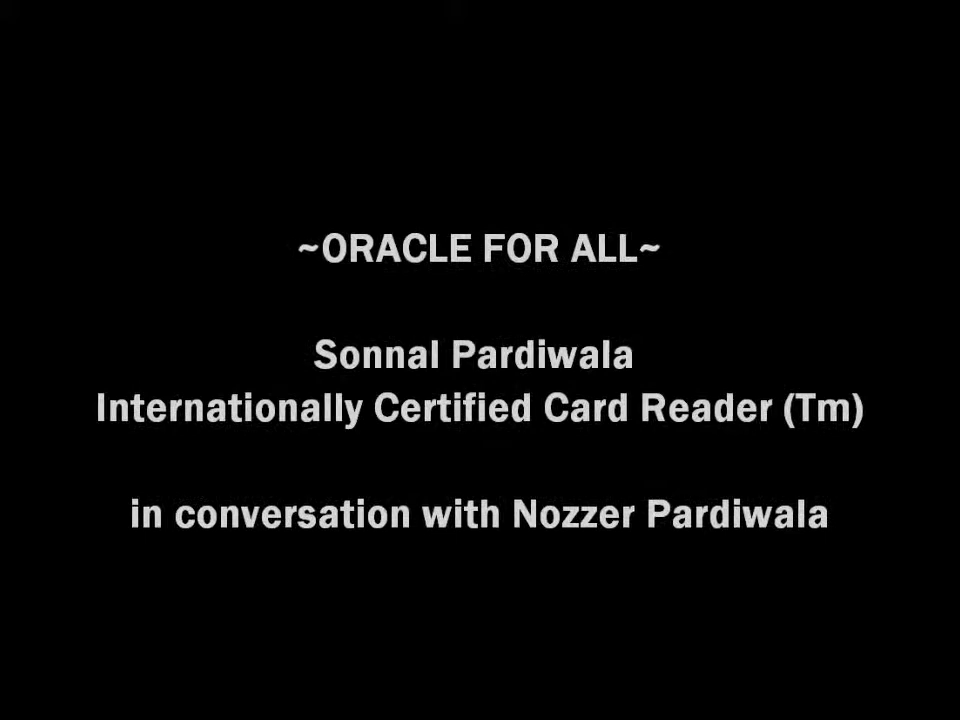 ~ORACLE FOR ALL~
Sonnal Pardiwala
Internationally Certified Card Reader (Tm)
in conversation with Nozzer Pardiwala